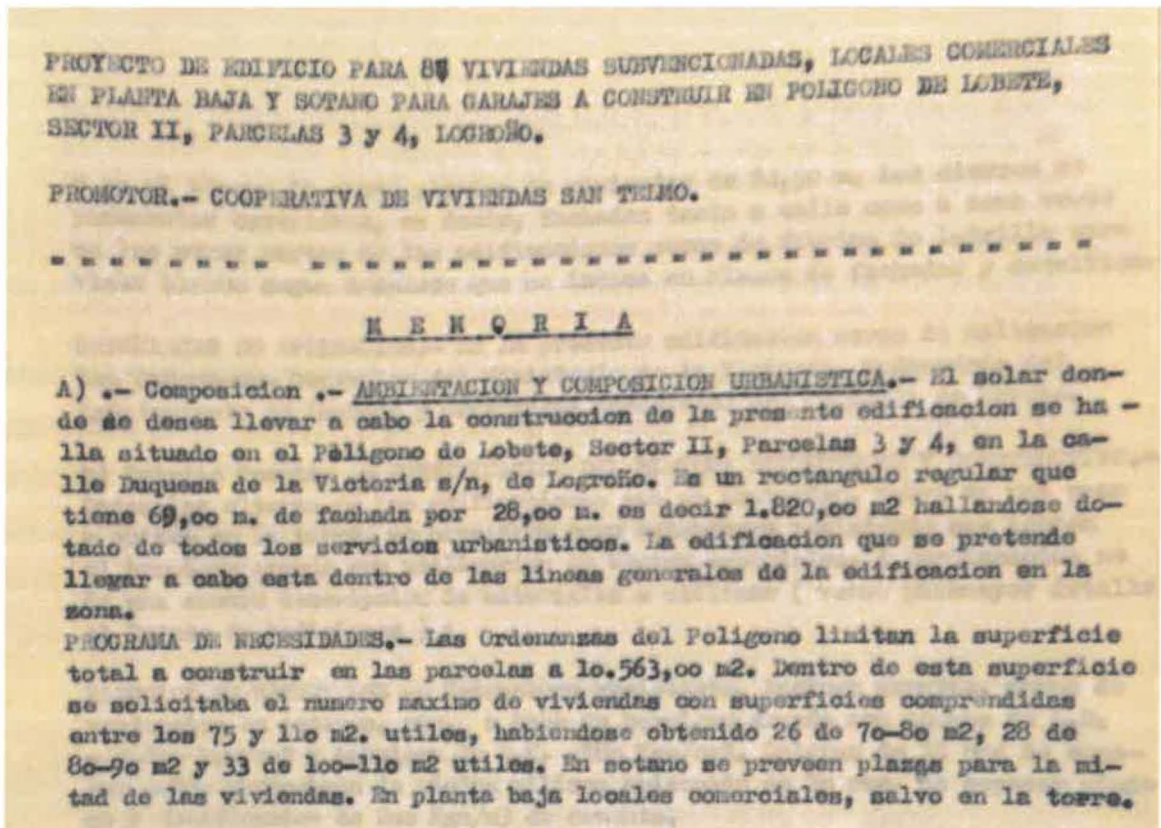 PROYECTO DE EDIFICIO PARA 87 VIVIENDAS SUBVENCIONADAS, LOCALES COMERCIALES
EN PLANTA BAJA Y SOTANO PARA GARAJES A CONSTRUIR EN POLIGONO DE LOBETE,
SECTOR II, PARCELAS 3 y 4, LOGROÑO.
PROMOTOR.- COOPERATIVA DE VIVIENDAS SAN TELMO.
M E M O R I A
A) .- Composicion .- AMBIENTACION Y COMPOSICION URBANISTICA.- El solar don-
de se desea llevar a cabo la construccion de la presente edificacion se ha -
lla situado en el Pòligono de Lobete, Sector II, Parcelas 3 y 4, en la ca-
lle Duquesa de la Victoria s/n, de Logroño. Es un rectangulo regular que
tiene 69,oo m. de fachada por 28,oo m. es decir 1.820,oo m2 hallandose do-
tado de todos los servicios urbanisticos. La edificacion que se pretende
llegar a cabo esta dentro de las lineas generales de la edificacion en la
zona.
PROGRAMA DE NECESIDADES.- Las Ordenanzas del Poligono limitan la superficie
total a construir en las parcelas a lo.563,oo m2. Dentro de esta superficie
se solicitaba el numero maximo de viviendas con superficies comprendidas
entre los 75 y llo m2. utiles, habiendose obtenido 26 de 7o-8o m2, 28 de
8o-9o m2 y 33 de loo-llo m2 utiles. En sotano se preveen plazas para la mi-
tad de las viviendas. En planta baja locales comerciales, salvo en la torre.